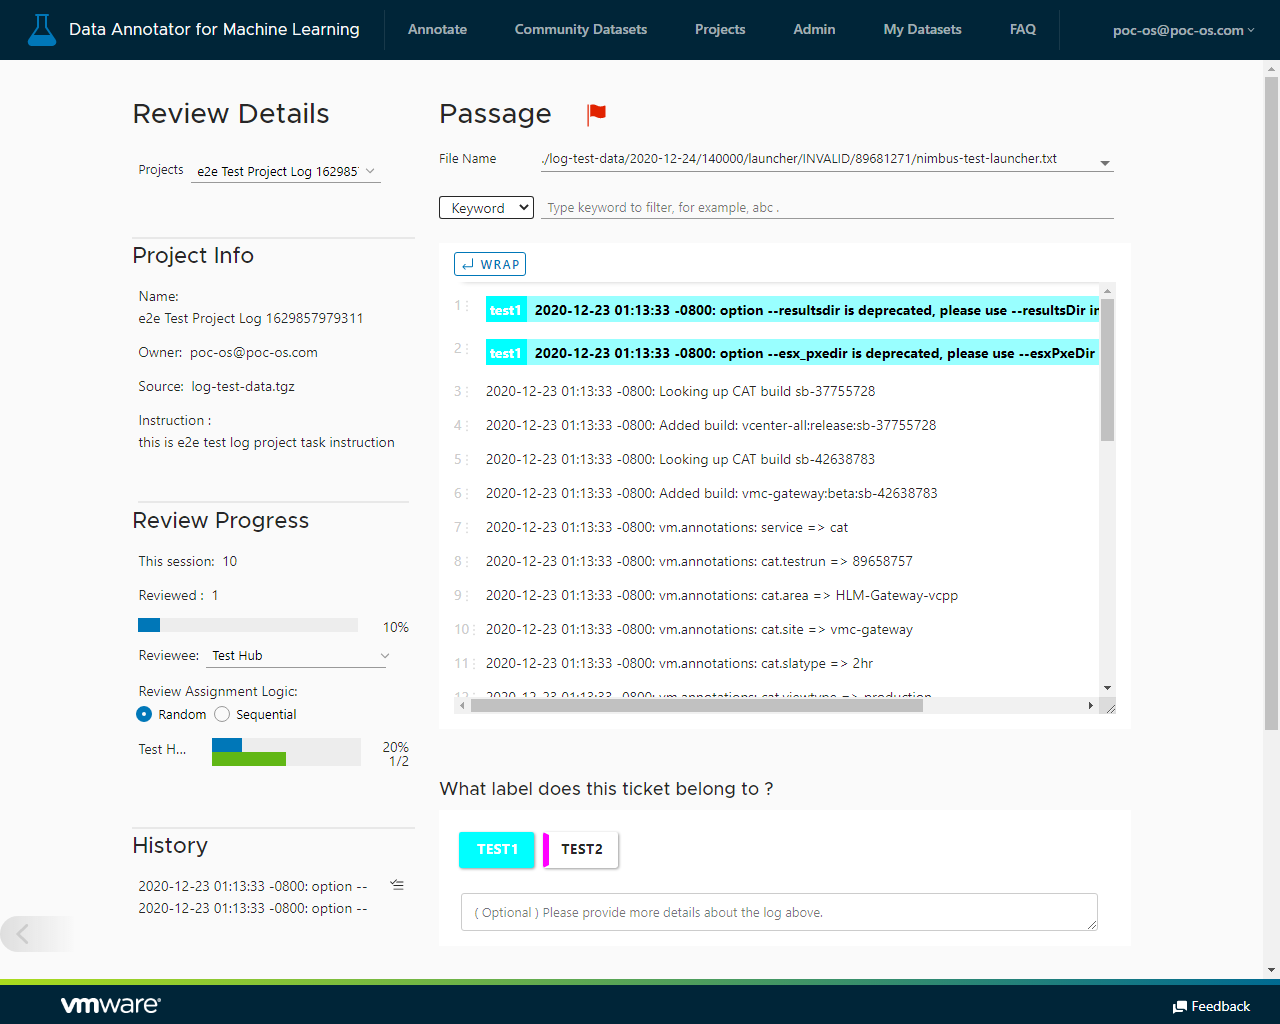 Data Annotator for Machine Learning
Annotate
Community Datasets
Projects
Admin
My Datasets
FAQ
poc-os@poc-os.com
Review Details
Projects
e2e Test Project Log 1629857
Project Info
Name:
e2e Test Project Log 1629857979311
Owner: poc-os@poc-os.com
Source: log-test-data.tgz
Instruction :
this is e2e test log project task instruction
Review Progress
This session: 10
Reviewed : 1
10%
Reviewee: Test Hub
Review Assignment Logic:
Random Sequential
Test H...
20%
1/2
History
2020-12-23 01:13:33 -0800: option --
2020-12-23 01:13:33 -0800: option --
Passage
File Name
./log-test-data/2020-12-24/140000/launcher/INVALID/89681271/nimbus-test-launcher.txt
Keyword
Type keyword to filter, for example, abc .
WRAP
1 test1 2020-12-23 01:13:33 -0800: option --resultsdir is deprecated, please use --resultsDir in
2 test1 2020-12-23 01:13:33 -0800: option --esx_pxedir is deprecated, please use --esxPxeDir
3 2020-12-23 01:13:33 -0800: Looking up CAT build sb-37755728
4 2020-12-23 01:13:33 -0800: Added build: vcenter-all:release:sb-37755728
5 2020-12-23 01:13:33 -0800: Looking up CAT build sb-42638783
6 2020-12-23 01:13:33 -0800: Added build: vmc-gateway:beta:sb-42638783
7 2020-12-23 01:13:33 -0800: vm.annotations: service => cat
8 2020-12-23 01:13:33 -0800: vm.annotations: cat.testrun => 89658757
9 2020-12-23 01:13:33 -0800: vm.annotations: cat.area => HLM-Gateway-vcpp
10 2020-12-23 01:13:33 -0800: vm.annotations: cat.site => vmc-gateway
11 2020-12-23 01:13:33 -0800: vm.annotations: cat.slatype => 2hr
12 2020-12-23 01:13:33 -0800: vm.annotations: cat.viewtype => production
What label does this ticket belong to ?
TEST1
TEST2
( Optional ) Please provide more details about the log above.
vmware
Feedback